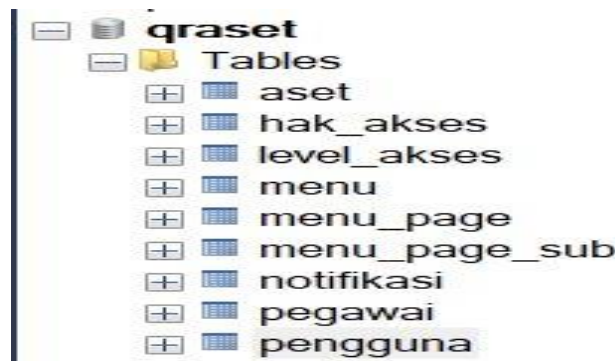 qraset
Tables
aset
hak_akses
level_akses
menu
menu_page
menu_page_sub
notifikasi
pegawai
pengguna